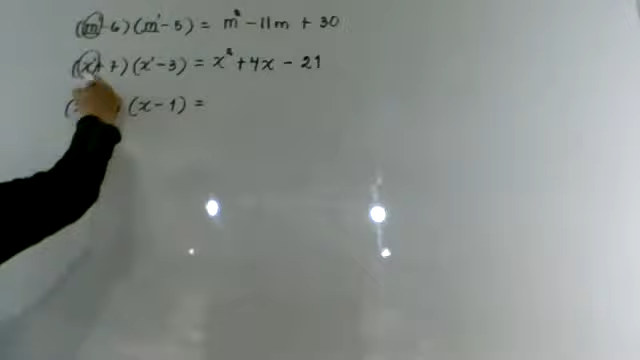 (m-6)(m-5) = m² - 11m + 30
(x+7)(x-3) = x² + 4x - 21
( (x-1) =